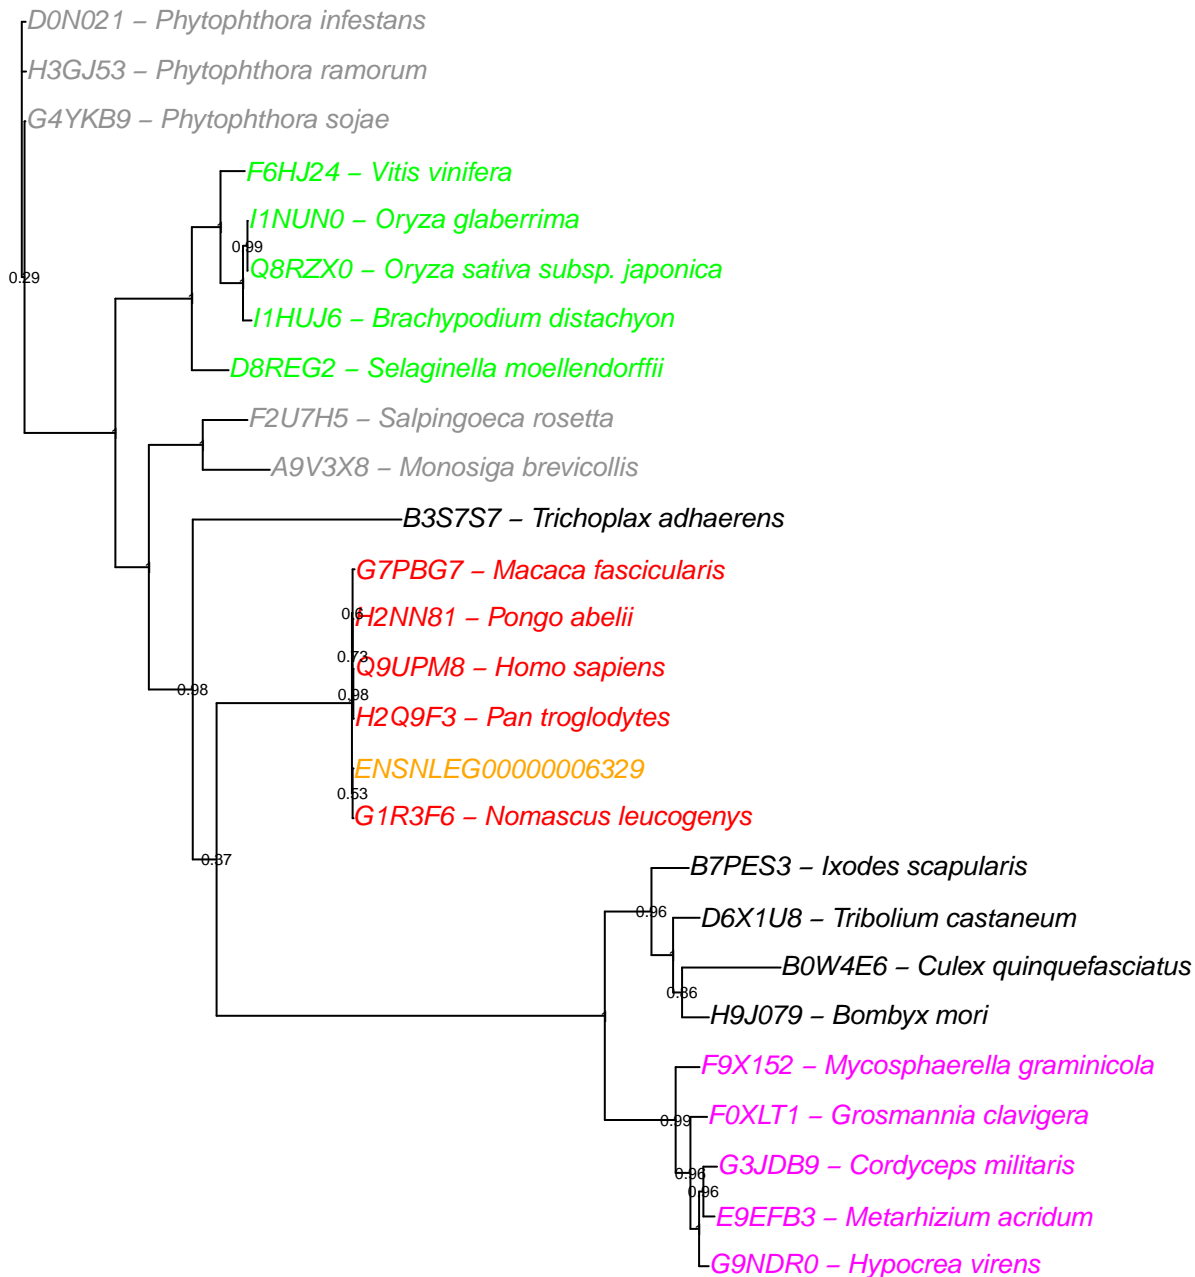 D0N021 – Phytophthora infestans
H3GJ53 – Phytophthora ramorum
G4YKB9 – Phytophthora sojae
F6HJ24 – Vitis vinifera
I1NUN0 – Oryza glaberrima
0.99
Q8RZX0 – Oryza sativa subsp. japonica
0.29
I1HUJ6 – Brachypodium distachyon
D8REG2 – Selaginella moellendorffii
F2U7H5 – Salpingoeca rosetta
A9V3X8 – Monosiga brevicollis
B3S7S7 – Trichoplax adhaerens
G7PBG7 – Macaca fascicularis
0.6
H2NN81 – Pongo abelii
0.73
Q9UPM8 – Homo sapiens
0.98
0.98
H2Q9F3 – Pan troglodytes
ENSNLEG00000006329
0.53
G1R3F6 – Nomascus leucogenys
0.37
B7PES3 – Ixodes scapularis
0.96
D6X1U8 – Tribolium castaneum
B0W4E6 – Culex quinquefasciatus
0.36
H9J079 – Bombyx mori
F9X152 – Mycosphaerella graminicola
0.99
F0XLT1 – Grosmannia clavigera
G3JDB9 – Cordyceps militaris
0.96
0.96
E9EFB3 – Metarhizium acridum
G9NDR0 – Hypocrea virens